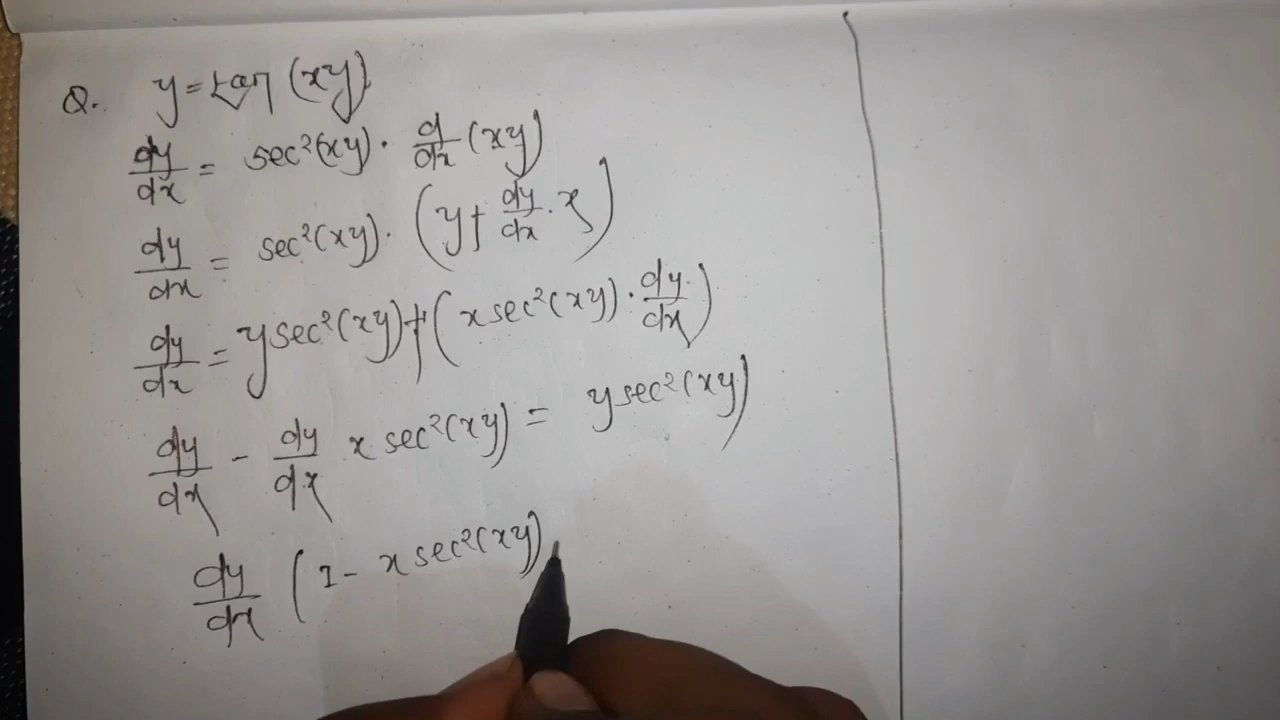 Q. y = tan (xy)
dy/dx = sec²(xy) · d/dx (xy)
dy/dx = sec²(xy) · (y + dy/dx · x)
dy/dx = y sec²(xy) + (x sec²(xy) · dy/dx)
dy/dx - dy/dx x sec²(xy) = y sec²(xy)
dy/dx (1 - x sec²(xy)